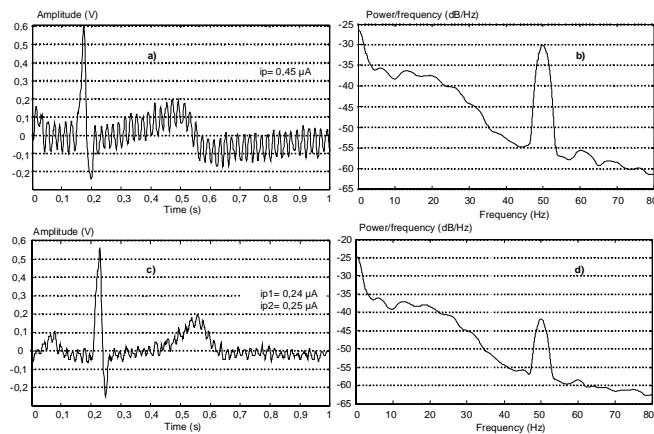 Amplitude (V)
0,6
0,5
0,4
0,3
0,2
0,1
0
-0,1
-0,2
a)
ip= 0,45 µA
0 0,1 0,2 0,3 0,4 0,5 0,6 0,7 0,8 0,9 1
Time (s)
Power/frequency (dB/Hz)
-25
-30
-35
-40
-45
-50
-55
-60
-65
b)
0 10 20 30 40 50 60 70 80
Frequency (Hz)
Amplitude (V)
0,6
0,5
0,4
0,3
0,2
0,1
0
-0,1
-0,2
c)
ip1= 0,24 µA
ip2= 0,25 µA
0 0,1 0,2 0,3 0,4 0,5 0,6 0,7 0,8 0,9 1
Time (s)
Power/frequency (dB/Hz)
-20
-25
-30
-35
-40
-45
-50
-55
-60
-65
d)
0 10 20 30 40 50 60 70 80
Frequency (Hz)